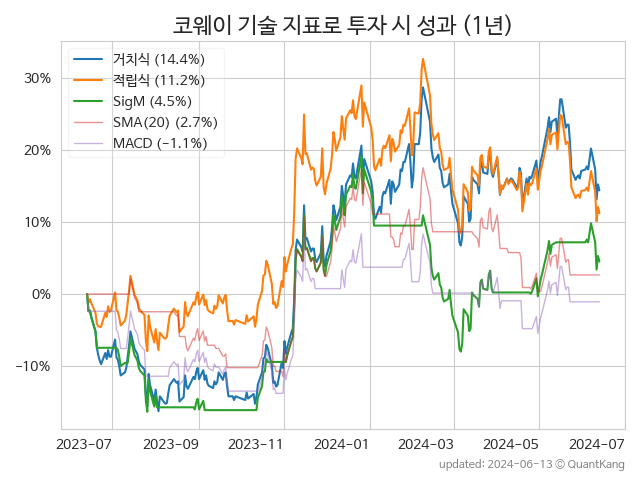 코웨이 기술 지표로 투자 시 성과 (1년)
거치식 (14.4%)
적립식 (11.2%)
SigM (4.5%)
SMA(20) (2.7%)
MACD (−1.1%)
30%
20%
10%
0%
−10%
2023-07 2023-09 2023-11 2024-01 2024-03 2024-05 2024-07
updated: 2024-06-13 © QuantKang